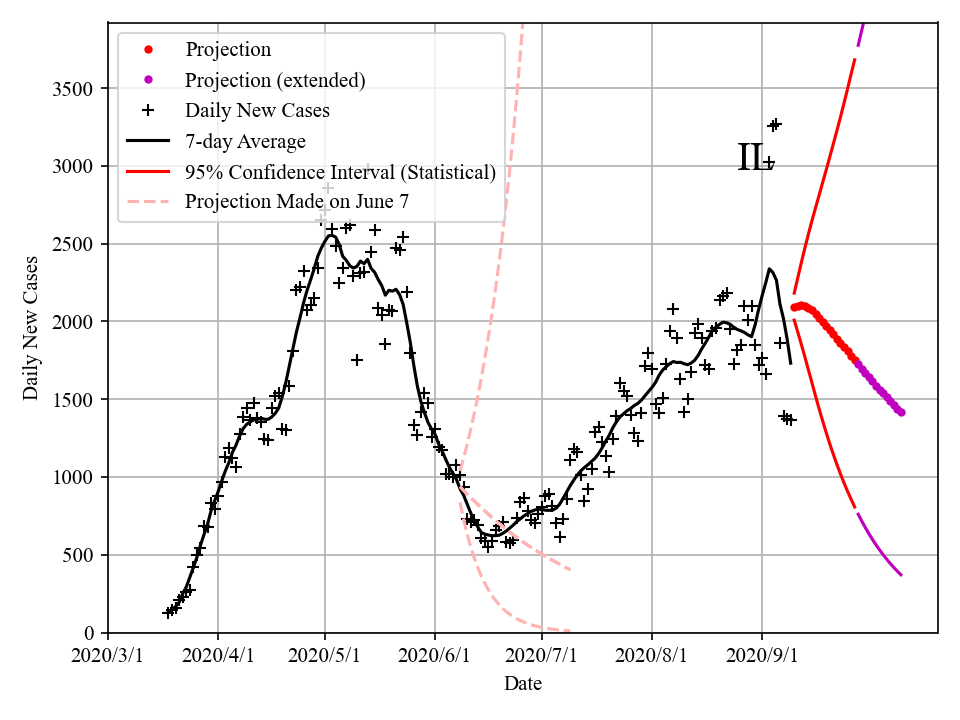 Projection
Projection (extended)
Daily New Cases
7-day Average
95% Confidence Interval (Statistical)
Projection Made on June 7
IL
Daily New Cases
3500
3000
2500
2000
1500
1000
500
0
2020/3/1 2020/4/1 2020/5/1 2020/6/1 2020/7/1 2020/8/1 2020/9/1
Date